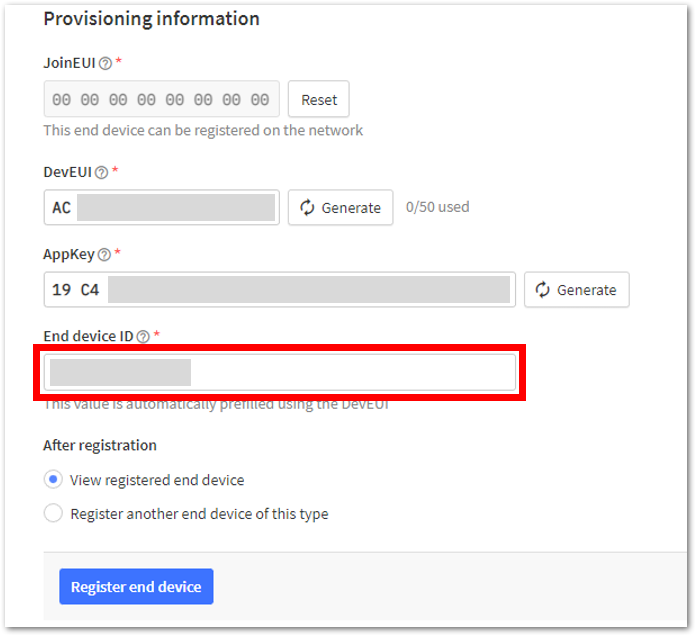 Provisioning information
JoinEUI *
00 00 00 00 00 00 00 00 Reset
This end device can be registered on the network
DevEUI *
AC Generate 0/50 used
AppKey *
19 C4 Generate
End device ID *
This value is automatically prefilled using the DevEUI
After registration
View registered end device
Register another end device of this type
Register end device